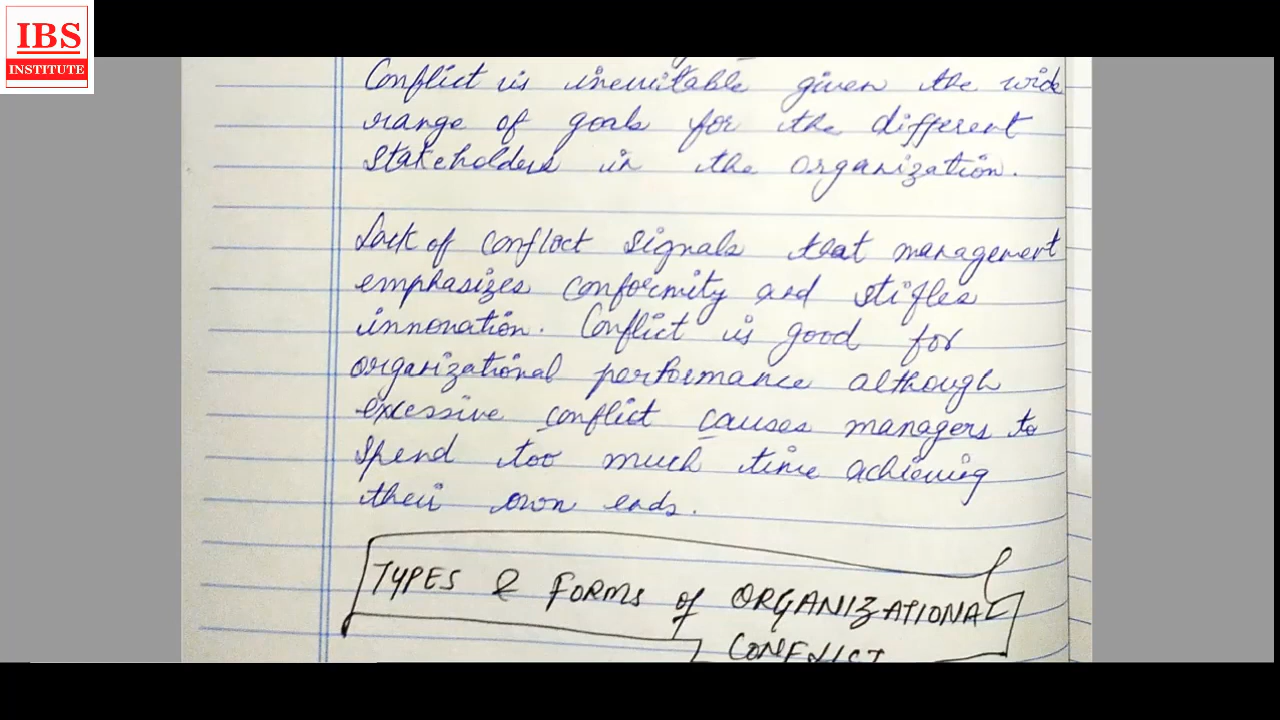 IBS
INSTITUTE
Conflict is inevitable given the wide
range of goals for the different
stakeholders in the organization.
Lack of conflict signals that management
emphasizes conformity and stifles
innovation. Conflict is good for
organizational performance although
excessive conflict causes managers to
spend too much time achieving
their own ends.
TYPES & FORMS of ORGANIZATIONAL
CONFLICT